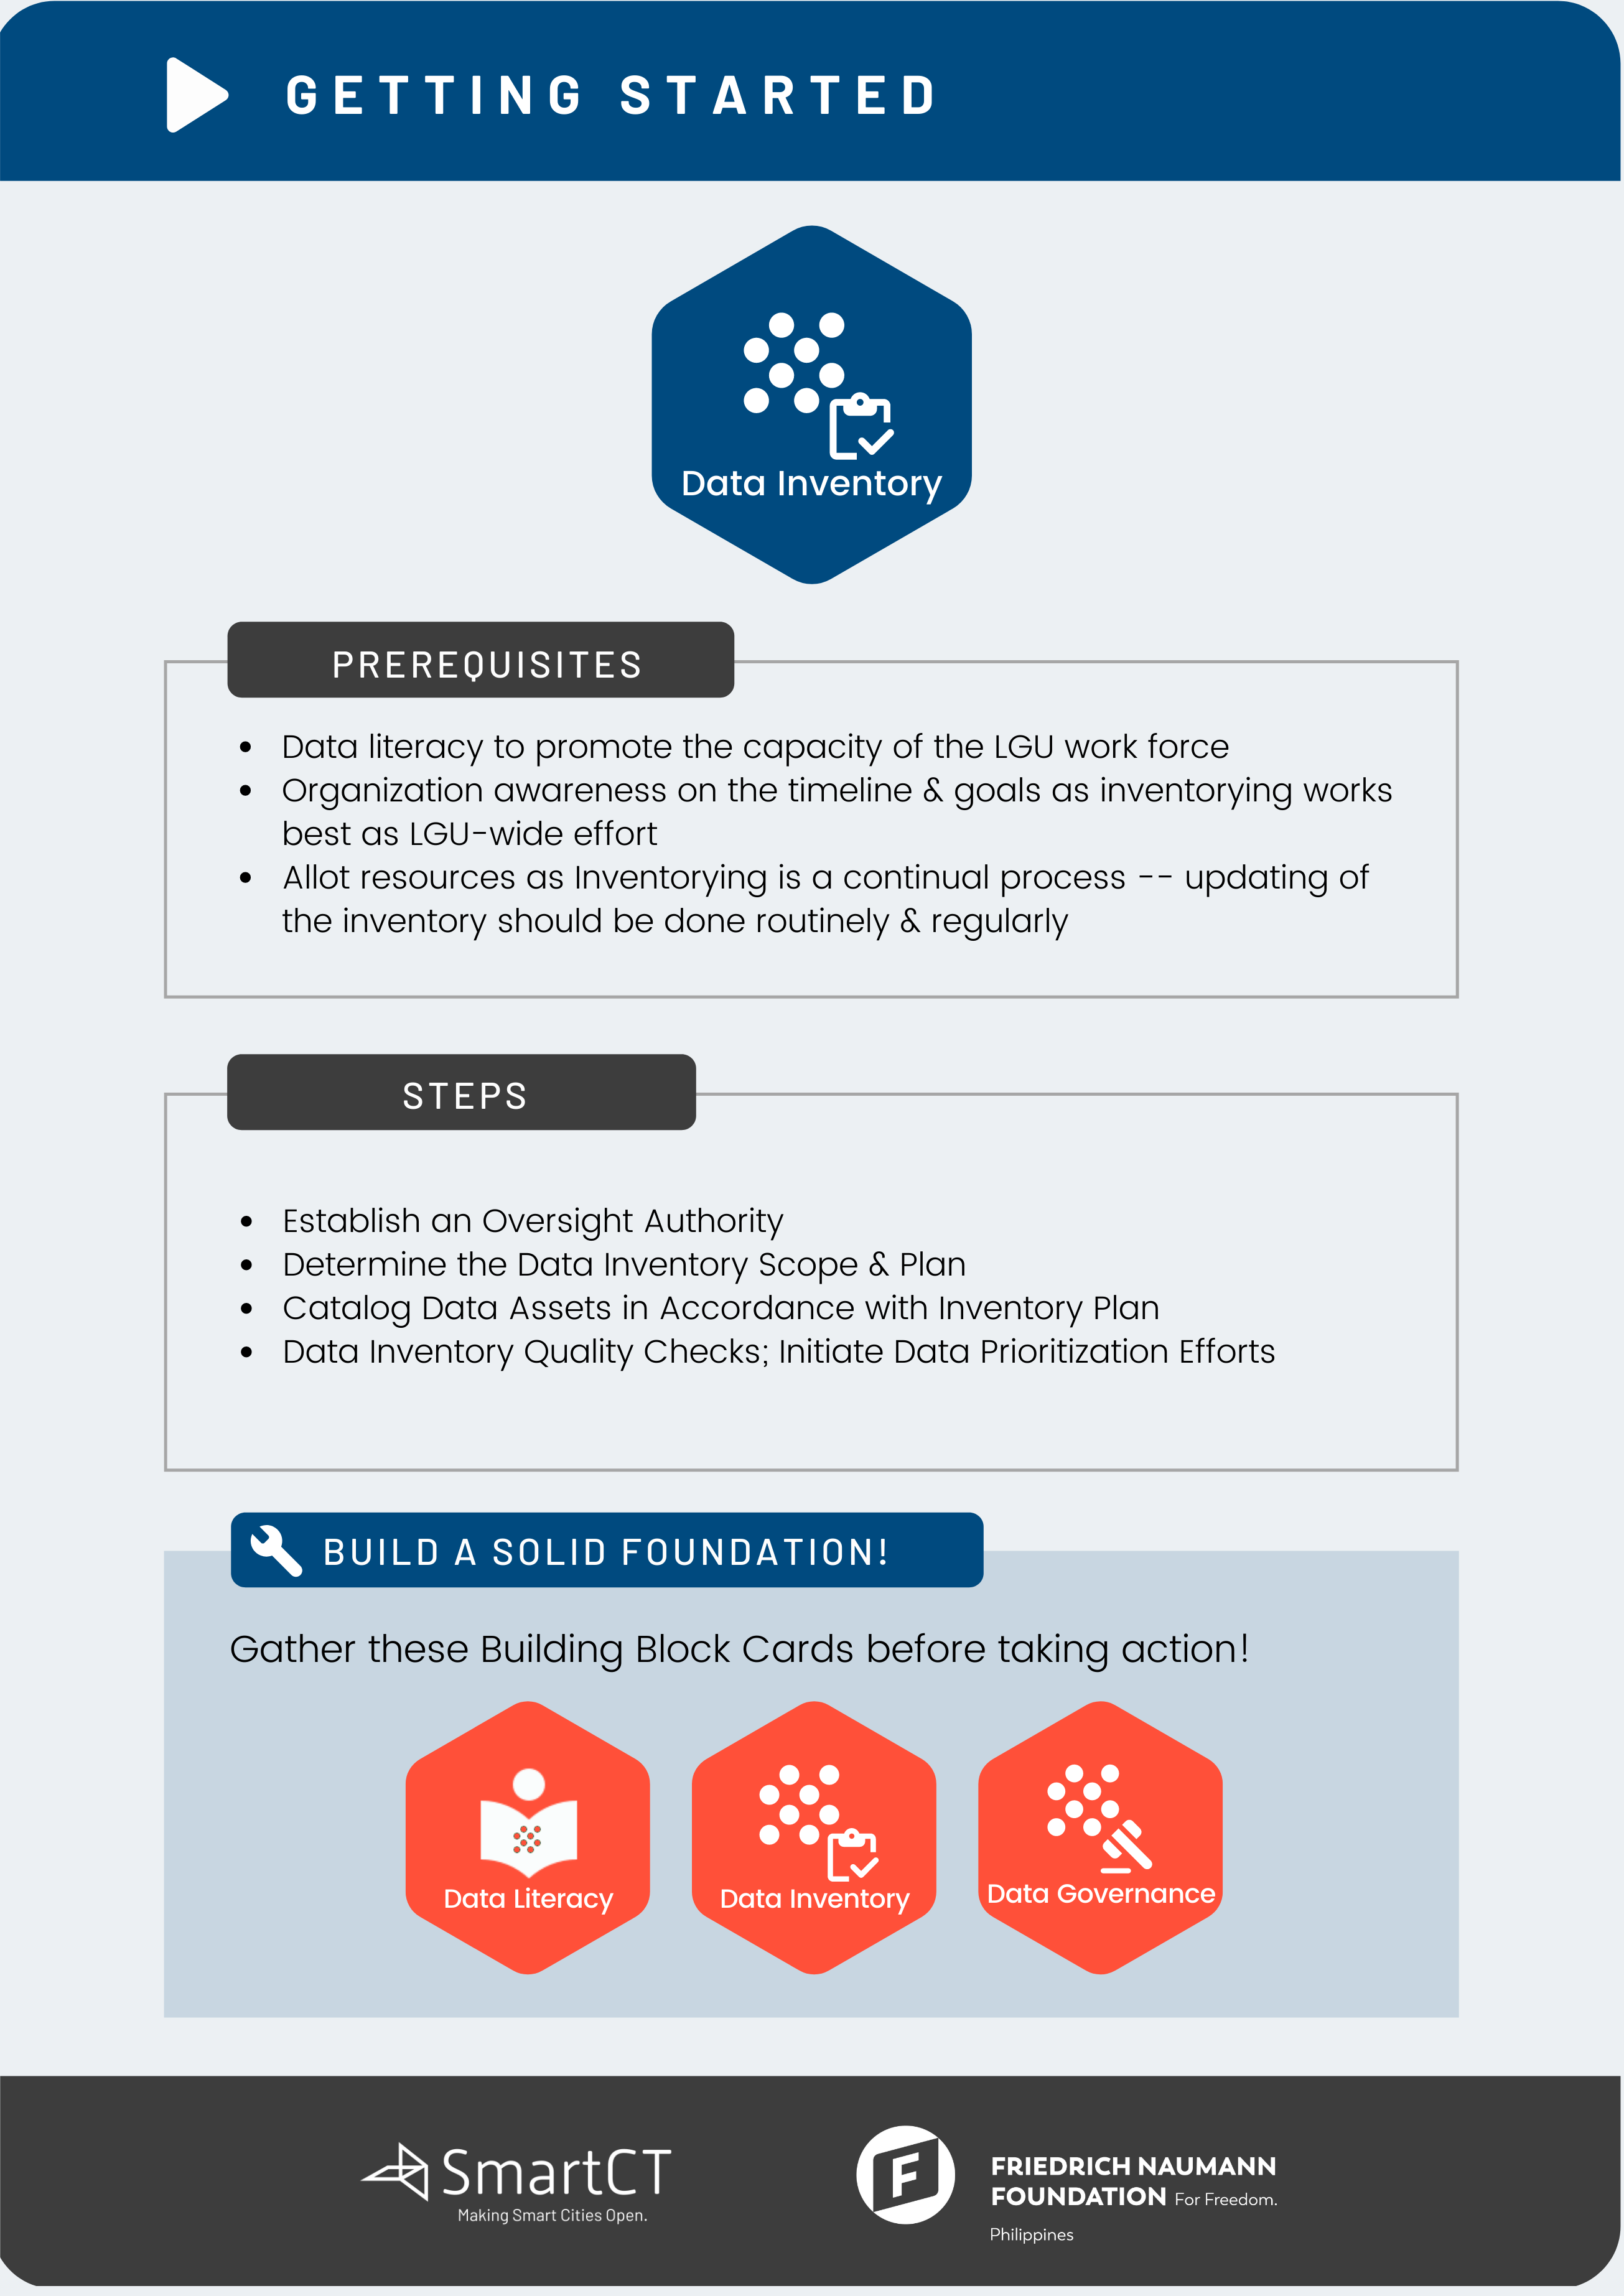 GETTING STARTED
Data Inventory
PREREQUISITES
• Data literacy to promote the capacity of the LGU work force
• Organization awareness on the timeline & goals as inventorying works
best as LGU-wide effort
• Allot resources as Inventorying is a continual process -- updating of
the inventory should be done routinely & regularly
STEPS
• Establish an Oversight Authority
• Determine the Data Inventory Scope & Plan
• Catalog Data Assets in Accordance with Inventory Plan
• Data Inventory Quality Checks; Initiate Data Prioritization Efforts
BUILD A SOLID FOUNDATION!
Gather these Building Block Cards before taking action!
Data Literacy
Data Inventory
Data Governance
SmartCT
Making Smart Cities Open.
F
FRIEDRICH NAUMANN
FOUNDATION For Freedom.
Philippines